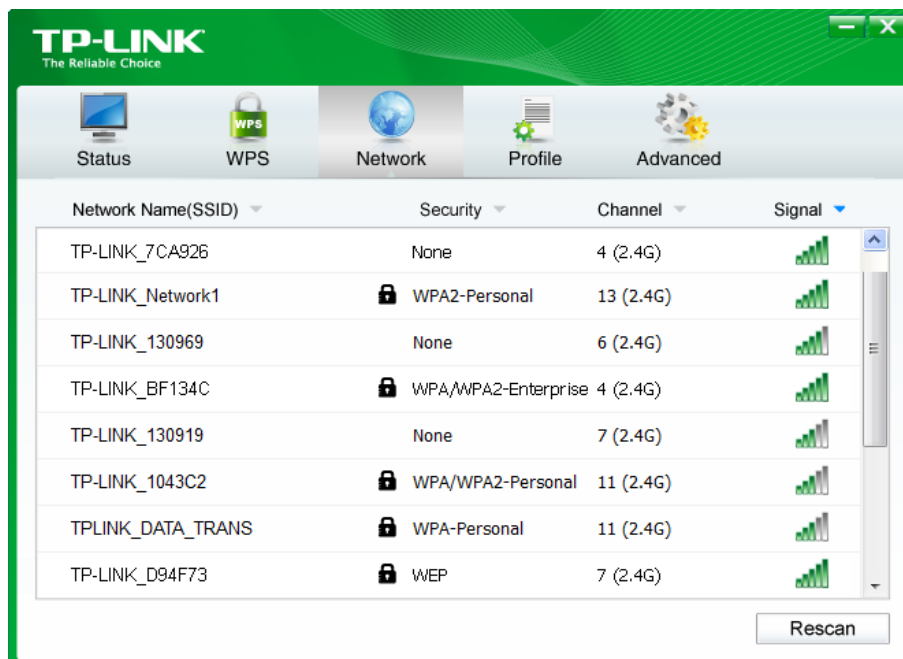 TP-LINK
The Reliable Choice
Status WPS Network Profile Advanced
WPS
Network Name(SSID) Security Channel Signal
TP-LINK_7CA926 None 4 (2.4G)
TP-LINK_Network1 WPA2-Personal 13 (2.4G)
TP-LINK_130969 None 6 (2.4G)
TP-LINK_BF134C WPA/WPA2-Enterprise 4 (2.4G)
TP-LINK_130919 None 7 (2.4G)
TP-LINK_1043C2 WPA/WPA2-Personal 11 (2.4G)
TPLINK_DATA_TRANS WPA-Personal 11 (2.4G)
TP-LINK_D94F73 WEP 7 (2.4G)
Rescan